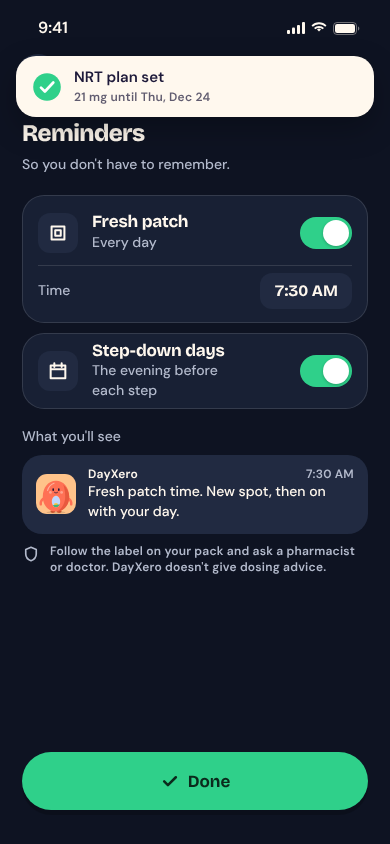 9:41
NRT plan set
21 mg until Thu, Dec 24
Reminders
So you don't have to remember.
Fresh patch
Every day
Time
7:30 AM
Step-down days
The evening before
each step
What you'll see
DayXero
7:30 AM
Fresh patch time. New spot, then on
with your day.
Follow the label on your pack and ask a pharmacist
or doctor. DayXero doesn't give dosing advice.
Done